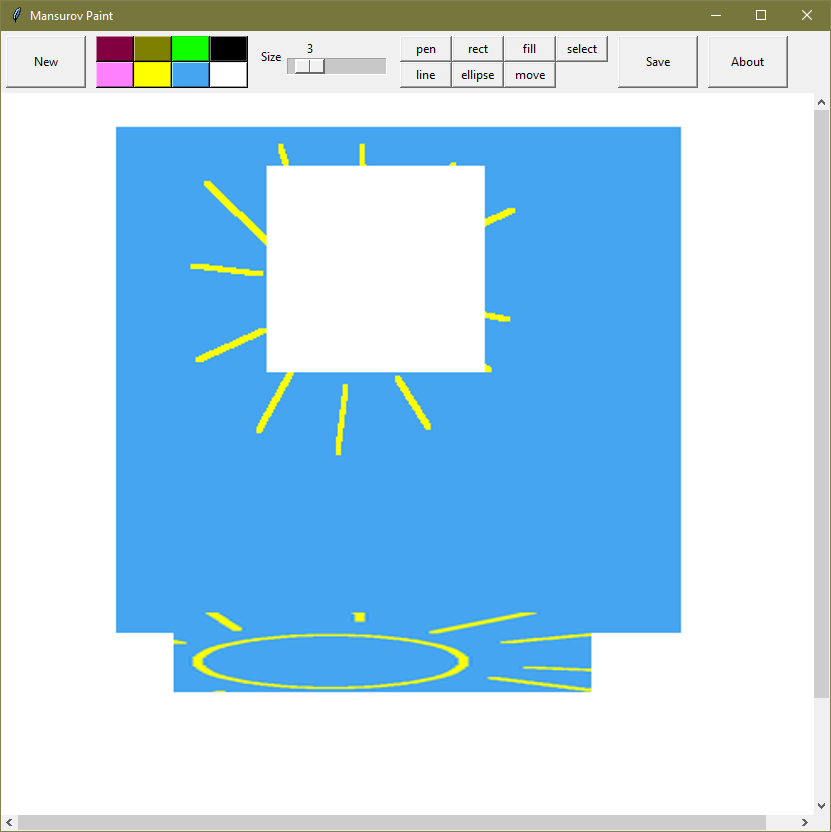 Mansurov Paint
New
Size
3
pen rect fill select
line ellipse move
Save
About